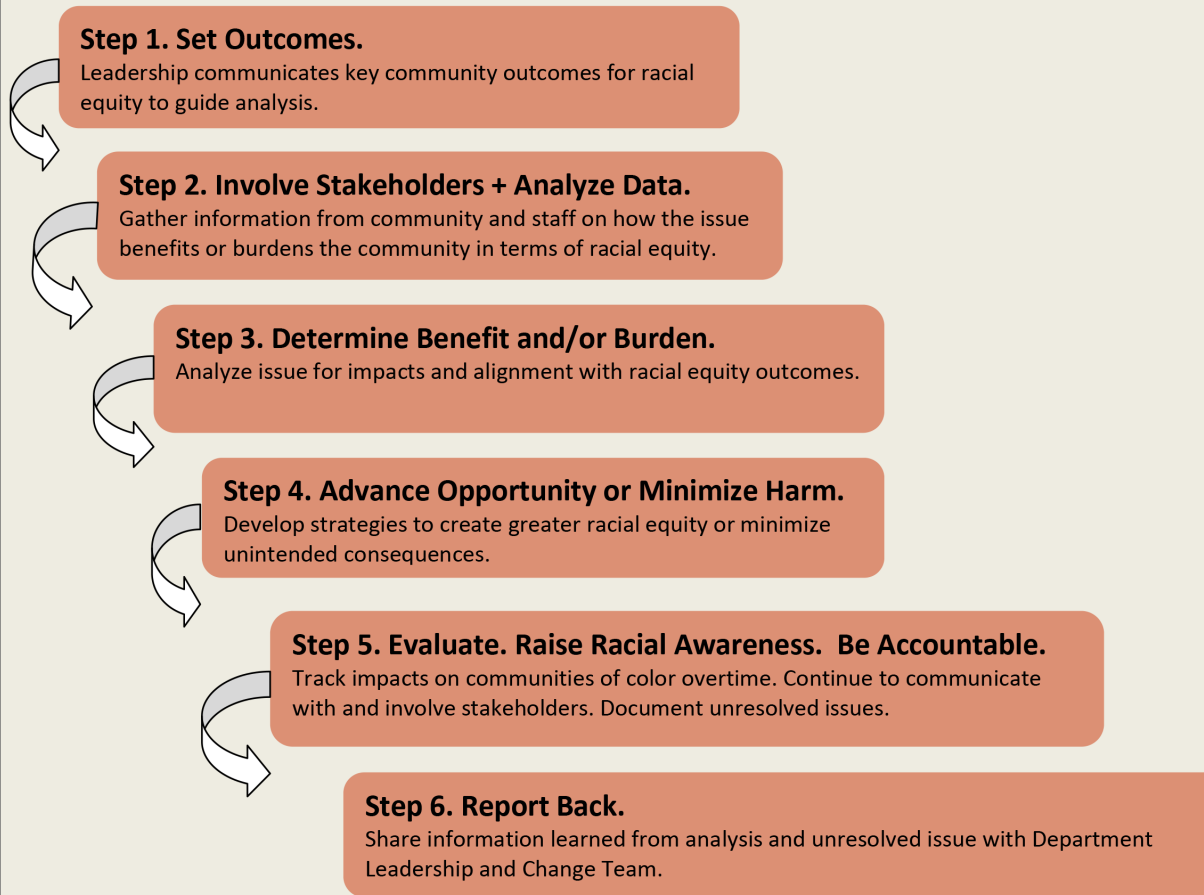 Step 1. Set Outcomes.
Leadership communicates key community outcomes for racial
equity to guide analysis.
Step 2. Involve Stakeholders + Analyze Data.
Gather information from community and staff on how the issue
benefits or burdens the community in terms of racial equity.
Step 3. Determine Benefit and/or Burden.
Analyze issue for impacts and alignment with racial equity outcomes.
Step 4. Advance Opportunity or Minimize Harm.
Develop strategies to create greater racial equity or minimize
unintended consequences.
Step 5. Evaluate. Raise Racial Awareness.  Be Accountable.
Track impacts on communities of color overtime. Continue to communicate
with and involve stakeholders. Document unresolved issues.
Step 6. Report Back.
Share information learned from analysis and unresolved issue with Department
Leadership and Change Team.